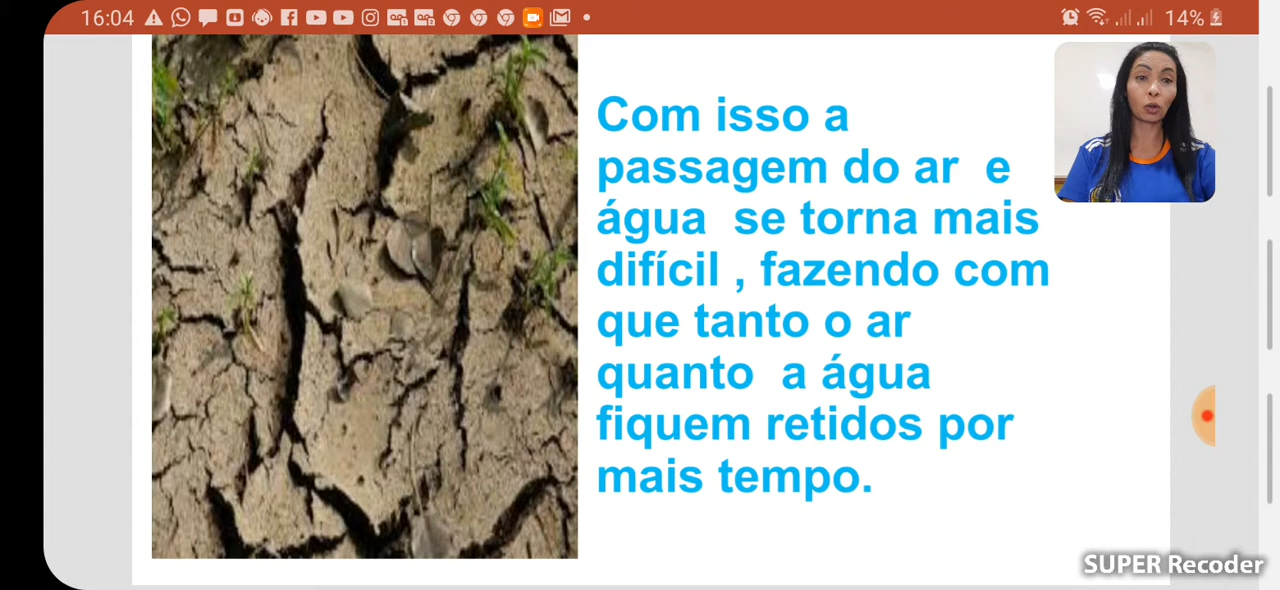 16:04
14%
Com isso a
passagem do ar e
água se torna mais
difícil , fazendo com
que tanto o ar
quanto a água
fiquem retidos por
mais tempo.
SUPER Recoder